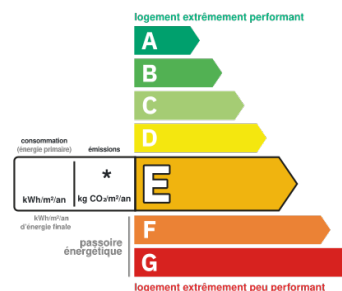 logement extrêmement performant
A
B
C
D
consommation
(énergie primaire)
émissions
*
kWh/m²/an
kg CO₂/m²/an
E
kWh/m²/an
d'énergie finale
F
passoire
énergétique
G
logement extrêmement peu performant